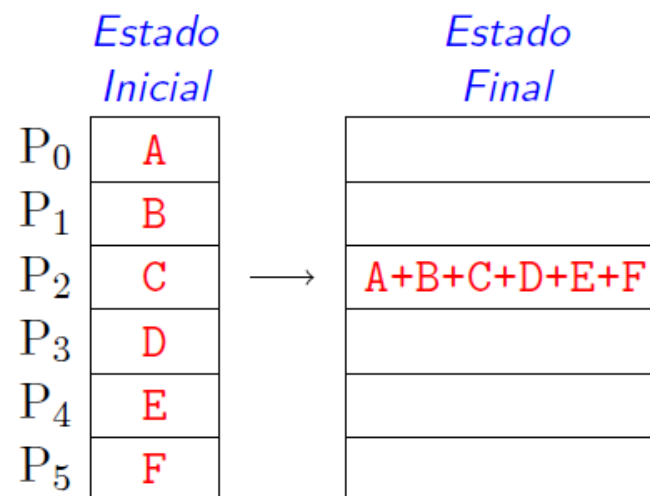 Estado Estado
Inicial Final
P0 A
P1 B
P2 C → A+B+C+D+E+F
P3 D
P4 E
P5 F